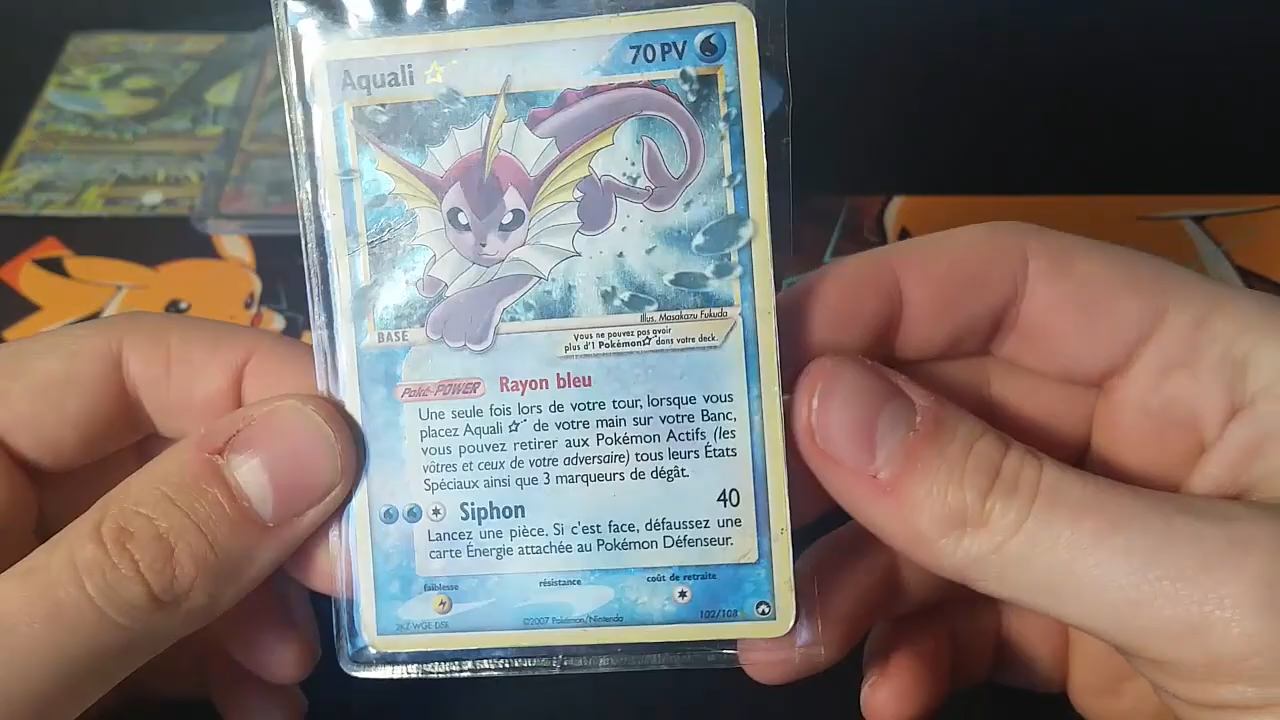 Aquali ☆
70 PV
Illus. Masakazu Fukuda
BASE
Vous ne pouvez pas avoir
plus d'1 Pokémon☆ dans votre deck.
Poké-POWER Rayon bleu
Une seule fois lors de votre tour, lorsque vous
placez Aquali ☆ de votre main sur votre Banc,
vous pouvez retirer aux Pokémon Actifs (les
vôtres et ceux de votre adversaire) tous leurs États
Spéciaux ainsi que 3 marqueurs de dégât.
Siphon 40
Lancez une pièce. Si c'est face, défaussez une
carte Énergie attachée au Pokémon Défenseur.
faiblesse résistance coût de retraite
©2007 Pokémon/Nintendo 102/108